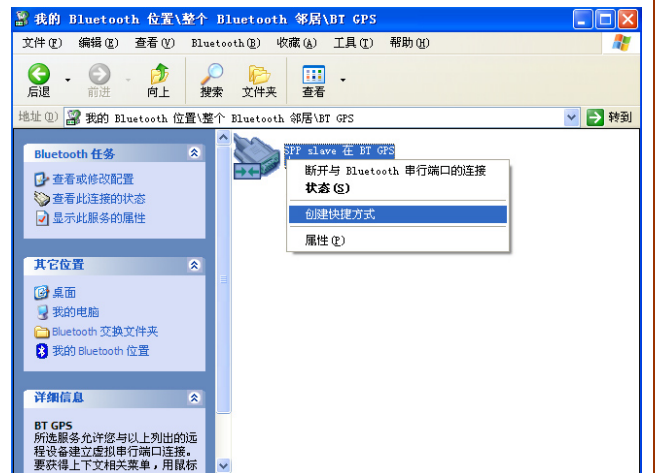 我的 Bluetooth 位置\整个 Bluetooth 邻居\BT GPS
文件(F) 编辑(E) 查看(V) Bluetooth(B) 收藏(A) 工具(T) 帮助(H)
后退 前进 向上 搜索 文件夹 查看
地址(D) 我的 Bluetooth 位置\整个 Bluetooth 邻居\BT GPS 转到
Bluetooth 任务
查看或修改配置
查看此连接的状态
显示此服务的属性
其它位置
桌面
我的电脑
Bluetooth 交换文件夹
我的 Bluetooth 位置
详细信息
BT GPS
所选服务允许您与以上列出的远
程设备建立虚拟串行端口连接。
要获得上下文相关菜单，用鼠标
SPP slave 在 BT GPS
断开与 Bluetooth 串行端口的连接
状态(S)
创建快捷方式
属性(P)